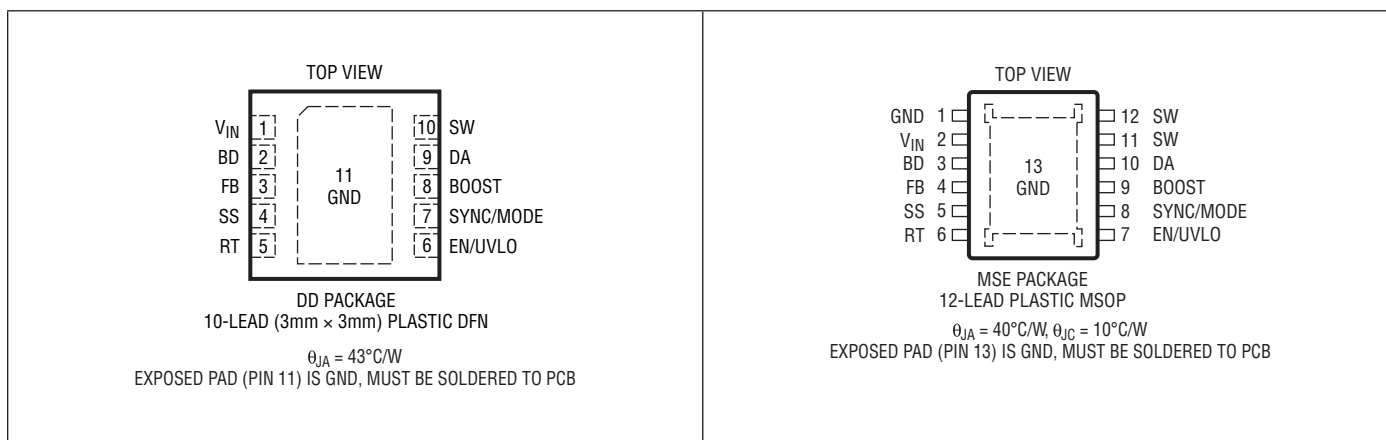 TOP VIEW
VIN 1
BD 2
FB 3
SS 4
RT 5
11
GND
10 SW
9 DA
8 BOOST
7 SYNC/MODE
6 EN/UVLO
DD PACKAGE
10-LEAD (3mm × 3mm) PLASTIC DFN
θJA = 43°C/W
EXPOSED PAD (PIN 11) IS GND, MUST BE SOLDERED TO PCB
TOP VIEW
GND 1
VIN 2
BD 3
FB 4
SS 5
RT 6
13
GND
12 SW
11 SW
10 DA
9 BOOST
8 SYNC/MODE
7 EN/UVLO
MSE PACKAGE
12-LEAD PLASTIC MSOP
θJA = 40°C/W, θJC = 10°C/W
EXPOSED PAD (PIN 13) IS GND, MUST BE SOLDERED TO PCB